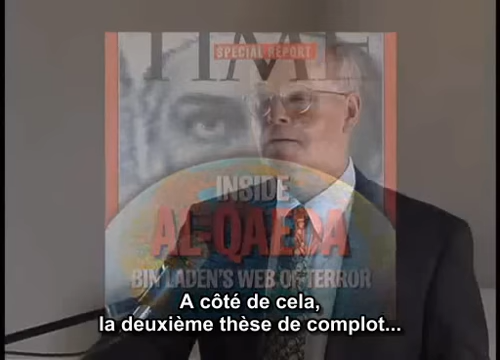 TIME
SPECIAL REPORT
INSIDE
AL-QAEDA
BIN LADEN'S WEB OF TERROR
A côté de cela,
la deuxième thèse de complot...